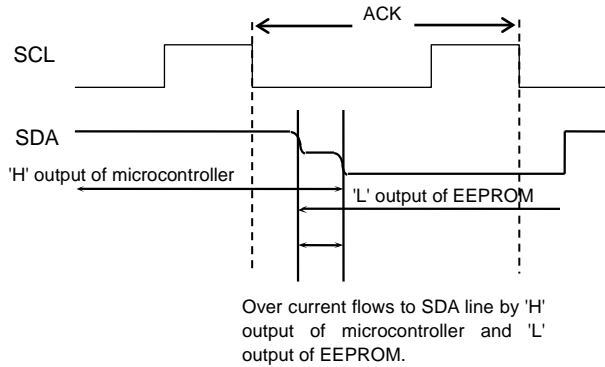 ACK
SCL
SDA
'H' output of microcontroller
'L' output of EEPROM
Over current flows to SDA line by 'H'
output of microcontroller and 'L'
output of EEPROM.